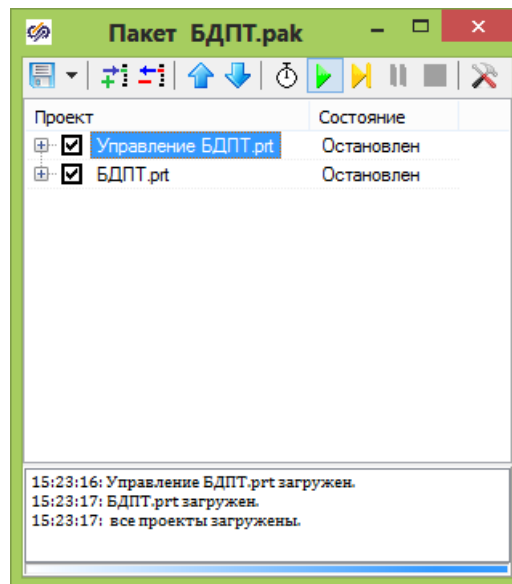 Пакет БДПТ.pak
Проект Состояние
Управление БДПТ.prt Остановлен
БДПТ.prt Остановлен
15:23:16: Управление БДПТ.prt загружен.
15:23:17: БДПТ.prt загружен.
15:23:17: все проекты загружены.